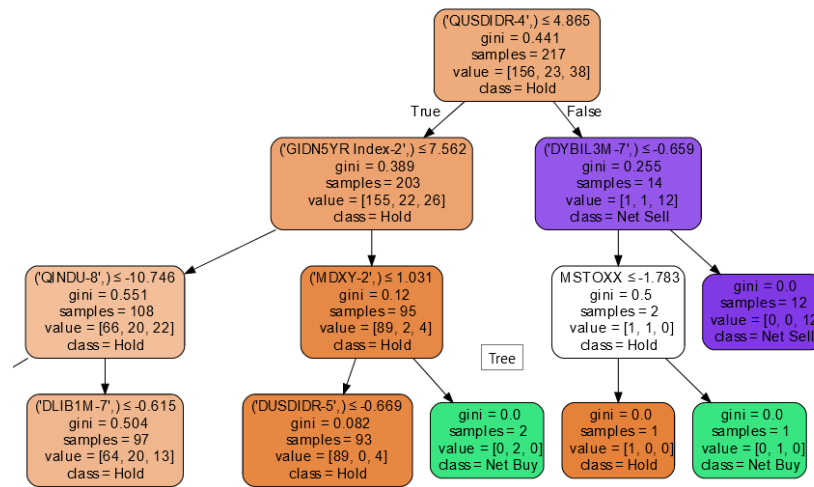 ('QUSDIDR-4',) ≤ 4.865
gini = 0.441
samples = 217
value = [156, 23, 38]
class = Hold
True
False
('GIDN5YR Index-2',) ≤ 7.562
gini = 0.389
samples = 203
value = [155, 22, 26]
class = Hold
('DYBIL3M-7',) ≤ -0.659
gini = 0.255
samples = 14
value = [1, 1, 12]
class = Net Sell
('QINDU-8',) ≤ -10.746
gini = 0.551
samples = 108
value = [66, 20, 22]
class = Hold
('MDXY-2',) ≤ 1.031
gini = 0.12
samples = 95
value = [89, 2, 4]
class = Hold
MSTOXX ≤ -1.783
gini = 0.5
samples = 2
value = [1, 1, 0]
class = Hold
gini = 0.0
samples = 12
value = [0, 0, 12
class = Net Sell
Tree
('DLIB1M-7',) ≤ -0.615
gini = 0.504
samples = 97
value = [64, 20, 13]
class = Hold
('DUSDIDR-5',) ≤ -0.669
gini = 0.082
samples = 93
value = [89, 0, 4]
class = Hold
gini = 0.0
samples = 2
value = [0, 2, 0]
class = Net Buy
gini = 0.0
samples = 1
value = [1, 0, 0]
class = Hold
gini = 0.0
samples = 1
value = [0, 1, 0]
class = Net Buy